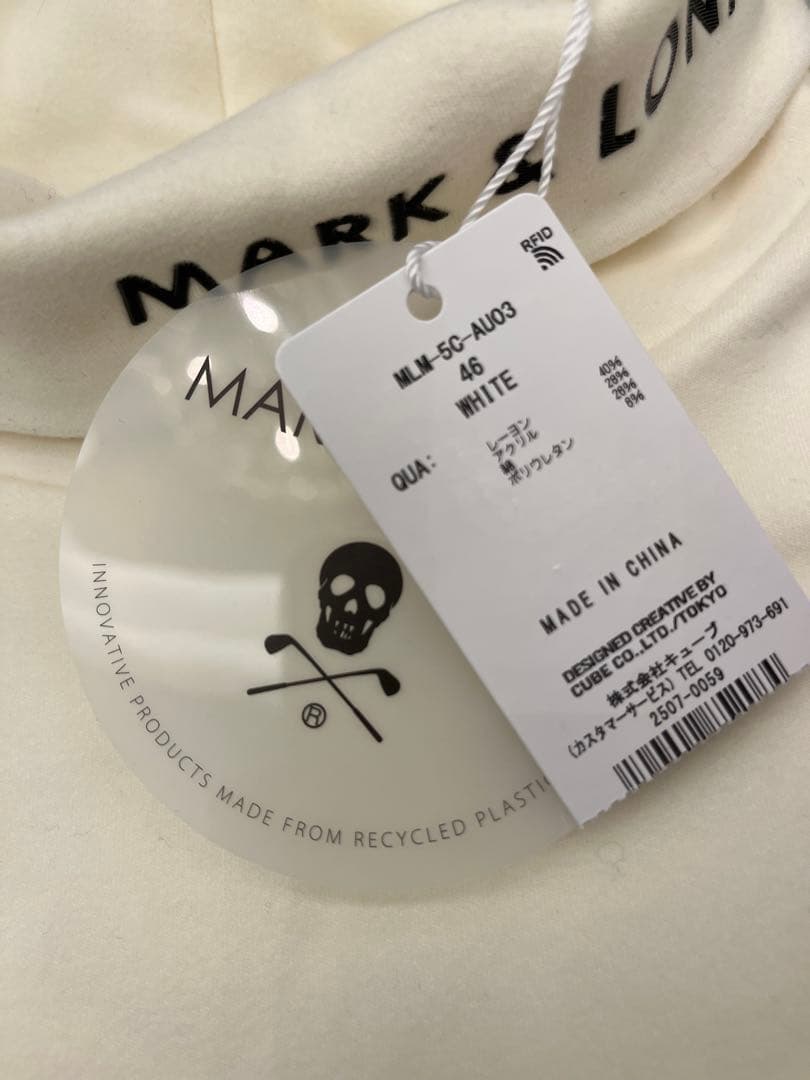 MARK & LON
RFID
MLM-5C-AU03
46
WHITE
QUA:
レーヨン 40%
アクリル 28%
綿 28%
ポリウレタン 8%
MADE IN CHINA
DESIGNED CREATIVE BY
CUBE CO.,LTD./TOKYO
株式会社キューブ
(カスタマーサービス) TEL 0120-973-691
2507-0059
MAR
®
INNOVATIVE PRODUCTS MADE FROM RECYCLED PLASTIC